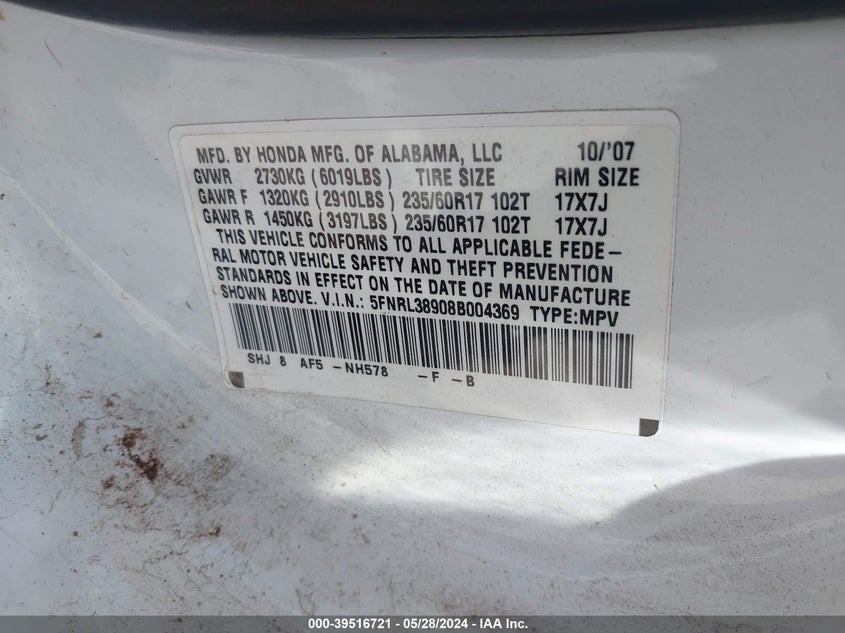 MFD. BY HONDA MFG. OF ALABAMA, LLC 10/'07
GVWR 2730KG (6019LBS) TIRE SIZE RIM SIZE
GAWR F 1320KG (2910LBS) 235/60R17 102T 17X7J
GAWR R 1450KG (3197LBS) 235/60R17 102T 17X7J
THIS VEHICLE CONFORMS TO ALL APPLICABLE FEDE-
RAL MOTOR VEHICLE SAFETY AND THEFT PREVENTION
STANDARDS IN EFFECT ON THE DATE OF MANUFACTURE
SHOWN ABOVE. V.I.N.: 5FNRL38908B004369 TYPE:MPV
SHJ 8 AF5 -NH578 -F -B
000-39516721 - 05/28/2024 - IAA Inc.